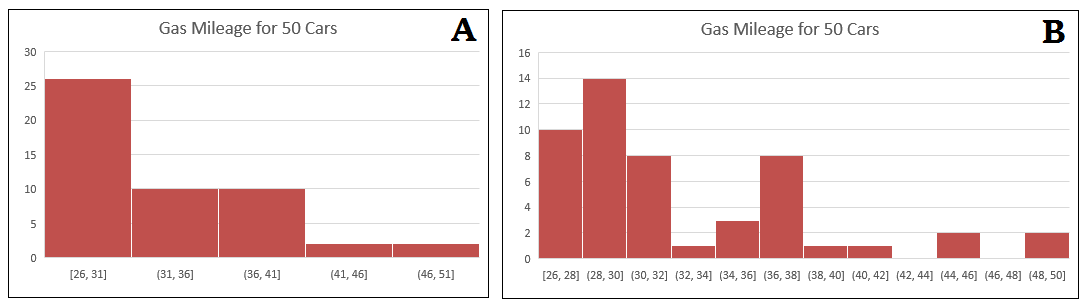 Gas Mileage for 50 Cars
A
30
25
20
15
10
5
0
[26, 31] (31, 36] (36, 41] (41, 46] (46, 51]
Gas Mileage for 50 Cars
B
16
14
12
10
8
6
4
2
0
[26, 28] (28, 30] (30, 32] (32, 34] (34, 36] (36, 38] (38, 40] (40, 42] (42, 44] (44, 46] (46, 48] (48, 50]